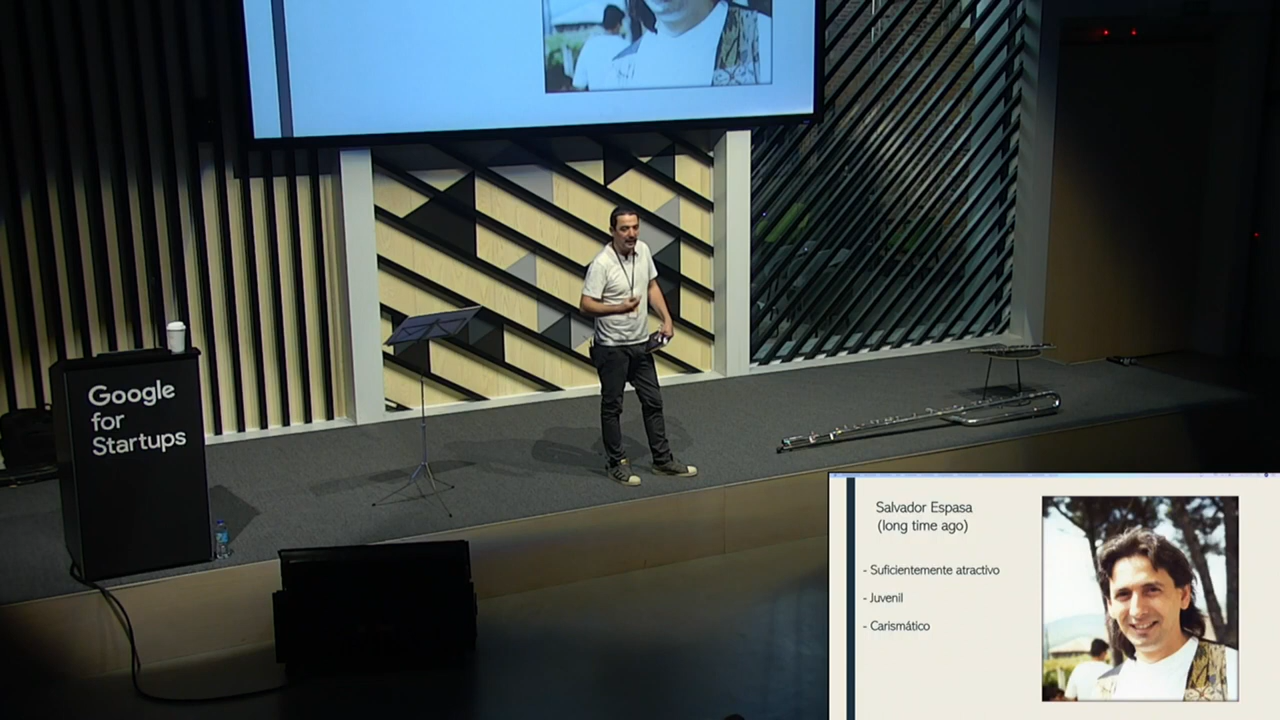 Google
for
Startups
Salvador Espasa
(long time ago)
- Suficientemente atractivo
- Juvenil
- Carismático